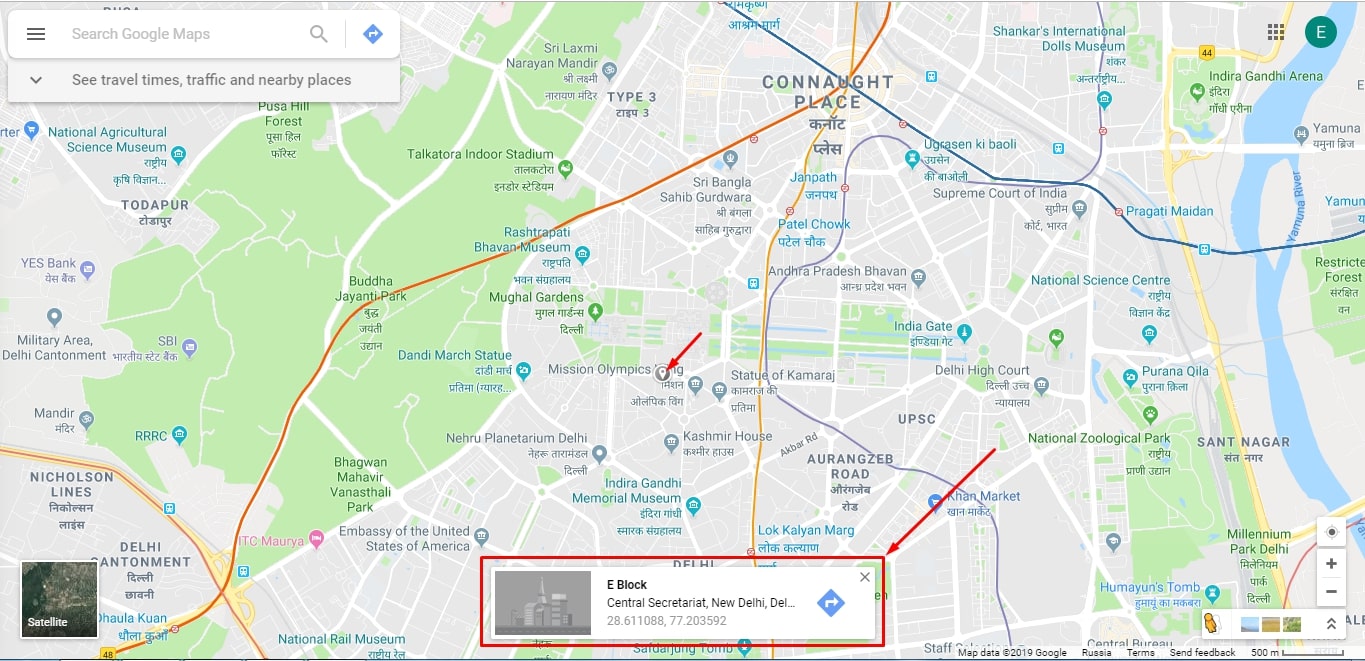 Search Google Maps
E
See travel times, traffic and nearby places
Sri Laxmi
Narayan Mandir
श्री लक्ष्मी
नारायण मंदिर
TYPE 3
टाइप 3
CONNAUGHT
PLACE
कनॉट
प्लेस
रामकृष्ण
आश्रम मार्ग
Shankar's International
Dolls Museum
शंकर
अन्तर्राष्ट्रीय...
44
Indira Gandhi Arena
इंदिरा
गाँधी एरीना
Yamuna
यमुना ब्रिज
Pusa Hill
Forest
पूसा हिल
फॉरेस्ट
National Agricultural
Science Museum
राष्ट्रीय
कृषि विज्ञान...
Talkatora Indoor Stadium
तालकटोरा
इनडोर स्टेडियम
Ugrasen ki baoli
उग्रसेन
की बाओली
Janpath
जनपथ
Sri Bangla
Sahib Gurdwara
श्री बंगला
साहिब गुरुद्वारा
Supreme Court of India
सुप्रीम
कोर्ट, भारत
TODAPUR
टोडापुर
Patel Chowk
पटेल चौक
Pragati Maidan
Yamuna River
Rashtrapati
Bhavan Museum
राष्ट्रपति
भवन संग्रहालय
YES Bank
येस बैंक
Buddha
Jayanti Park
बुद्ध
जयंती
उद्यान
Mughal Gardens
मुगल गार्डन्स
दिल्ली
Andhra Pradesh Bhavan
आन्ध्र प्रदेश भवन
National Science Centre
राष्ट्रीय
विज्ञान केंद्र
Restricte
Forest
संरक्षित
वन
India Gate
इण्डिया गेट
Military Area,
Delhi Cantonment
SBI
भारतीय स्टेट बैंक
Dandi March Statue
दांडी मार्च
प्रतिमा (ग्यारह...
Mission Olympics Wing
मिशन
ओलंपिक विंग
Statue of Kamaraj
कामराज की
प्रतिमा
Delhi High Court
दिल्ली उच्च
न्यायालय
Purana Qila
पुराना क़िला
Mandir
मंदिर
RRRC
UPSC
Nehru Planetarium Delhi
नेहरू तारामंडल
दिल्ली
Kashmir House
कश्मीर हाउस
Akbar Rd
National Zoological Park
राष्ट्रीय
प्राणी उद्यान
SANT NAGAR
संत नगर
NICHOLSON
LINES
निकोल्सन
लाइंस
Bhagwan
Mahavir
Vanasthali
Park
AURANGZEB
ROAD
औरंगजेब
रोड
Indira Gandhi
Memorial Museum
इंदिरा गांधी
स्मारक संग्रहालय
Khan Market
खान मार्केट
ITC Maurya
Embassy of the United
States of America
Lok Kalyan Marg
लोक कल्याण
Millennium
Park Delhi
मिलेनियम
पार्क
दिल्ली
DELHI
CANTONMENT
दिल्ली
छावनी
DELHI
E Block
Central Secretariat, New Delhi, Del...
28.611088, 77.203592
Humayun's Tomb
हुमायूं का मकबरा
Satellite
Dhaula Kuan
धौला कुआँ
48
National Rail Museum
राष्ट्रीय रेल
Safdarjung Tomb
Central Bureau
Map data ©2019 Google Russia Terms Send feedback 500 m